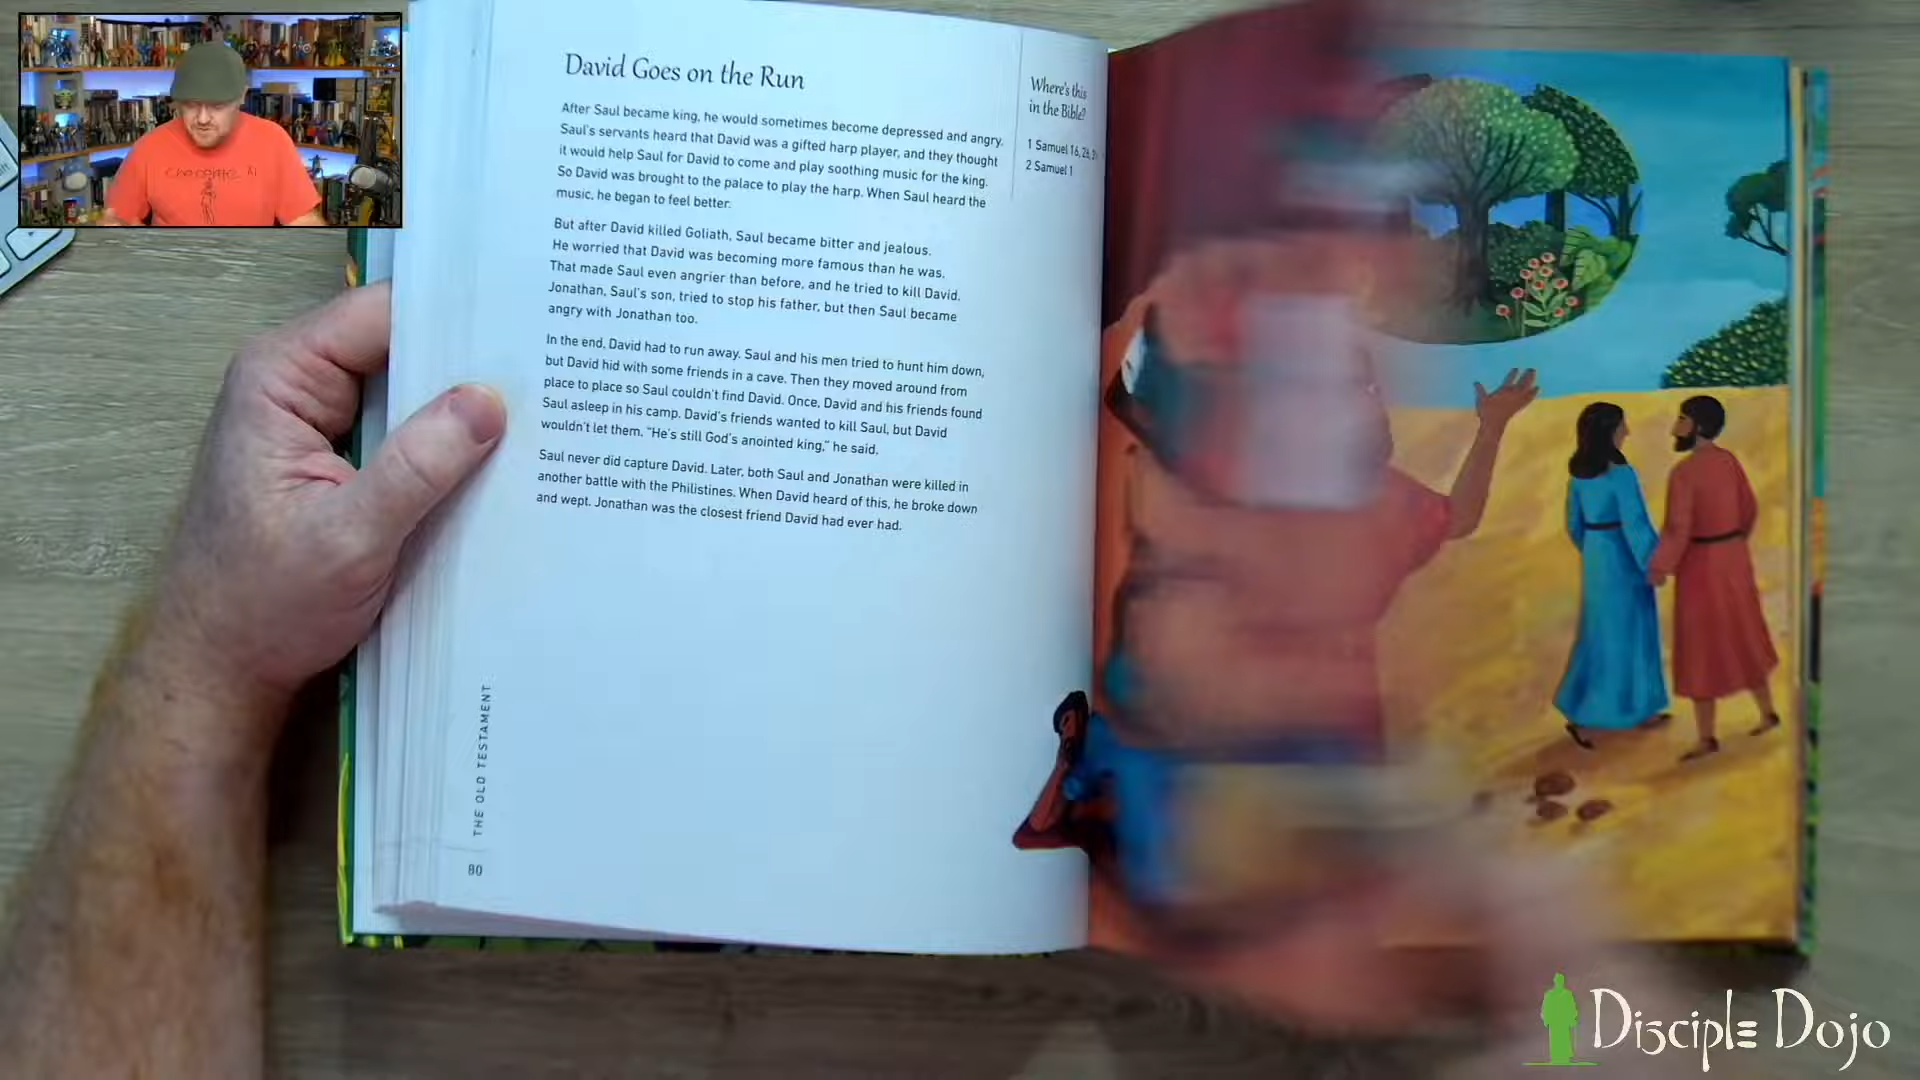 David Goes on the Run
After Saul became king, he would sometimes become depressed and angry.
Saul's servants heard that David was a gifted harp player, and they thought
it would help Saul for David to come and play soothing music for the king.
So David was brought to the palace to play the harp. When Saul heard the
music, he began to feel better.
But after David killed Goliath, Saul became bitter and jealous.
He worried that David was becoming more famous than he was.
That made Saul even angrier than before, and he tried to kill David.
Jonathan, Saul's son, tried to stop his father, but then Saul became
angry with Jonathan too.
In the end, David had to run away. Saul and his men tried to hunt him down,
but David hid with some friends in a cave. Then they moved around from
place to place so Saul couldn't find David. Once, David and his friends found
Saul asleep in his camp. David's friends wanted to kill Saul, but David
wouldn't let them. "He's still God's anointed king," he said.
Saul never did capture David. Later, both Saul and Jonathan were killed in
another battle with the Philistines. When David heard of this, he broke down
and wept. Jonathan was the closest friend David had ever had.
Where's this
in the Bible?
1 Samuel 16,
2 Samuel 1
THE OLD TESTAMENT
80
Disciple Dojo